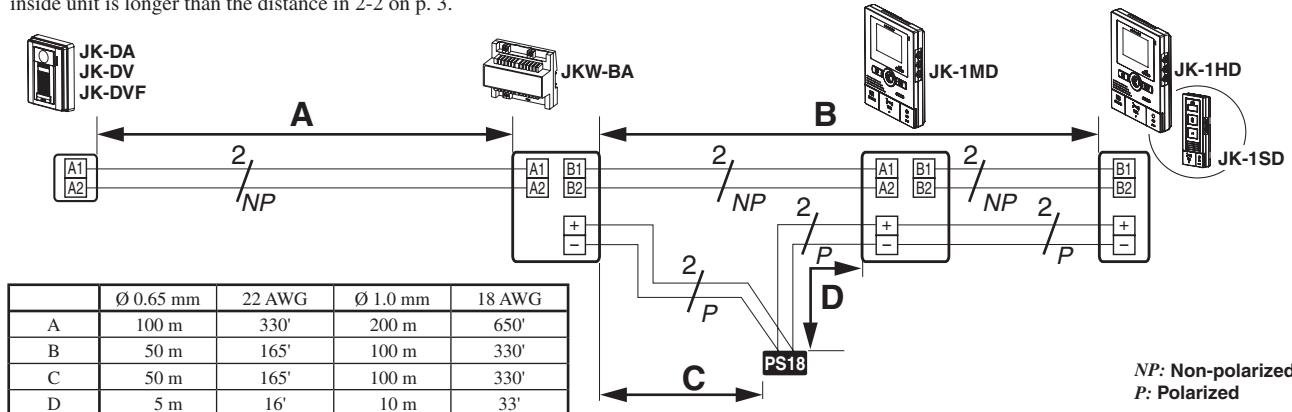 inside unit is longer than the distance in 2-2 on p. 3.
JK-DA
JK-DV
JK-DVF
JKW-BA
JK-1MD
JK-1HD
JK-1SD
A B
2 2 2
A1 A1 B1 A1 B1 B1
A2 A2 B2 A2 B2 B2
NP NP NP
2 2
+ + +
− − −
P P
2
P
D
PS18
C
Ø 0.65 mm 22 AWG Ø 1.0 mm 18 AWG
A 100 m 330' 200 m 650'
B 50 m 165' 100 m 330'
C 50 m 165' 100 m 330'
D 5 m 16' 10 m 33'
NP: Non-polarized
P: Polarized